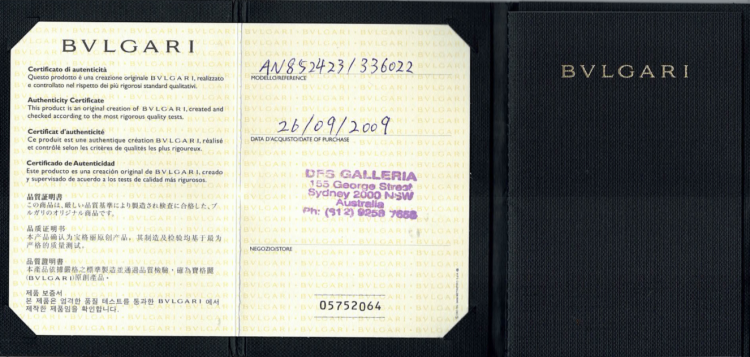 BVLGARI
Certificato di autenticità
Questo prodotto è una creazione originale BVLGARI, realizzato
e controllato nel rispetto dei più rigorosi standard qualitativi.
Authenticity Certificate
This product is an original creation of BVLGARI, created and
checked according to the most rigorous quality tests.
Certificat d'authenticité
Ce produit est une authentique création BVLGARI, réalisé
et contrôlé selon les critères de qualités les plus rigoureux.
Certificado de Autenticidad
Este producto es una creación original de BVLGARI, creado
y supervisado de acuerdo a los tests de calidad más rigurosos.
品質証明書
この商品は、厳しい品質基準により製造され検査に合格した、ブ
ルガリのオリジナル商品です。
品质证明书
本产品确认为宝格丽原创产品，其制造及检验均基于最为
严格的质量测试。
品質證明書
本產品依據嚴格之標準製造並通過品質檢驗，確為寶格麗
(BVLGARI)原創產品。
제품 보증서
본 제품은 엄격한 품질 테스트를 통과한 BVLGARI 에서
제작한 제품임을 확인합니다.
AN852423/336022
MODELLO/REFERENCE
26/09/2009
DATA D'ACQUISTO/DATE OF PURCHASE
DFS GALLERIA
155 George Street
Sydney 2000 NSW
Australia
Ph: (612) 9258 7658
NEGOZIO/STORE
05752064
BVLGARI